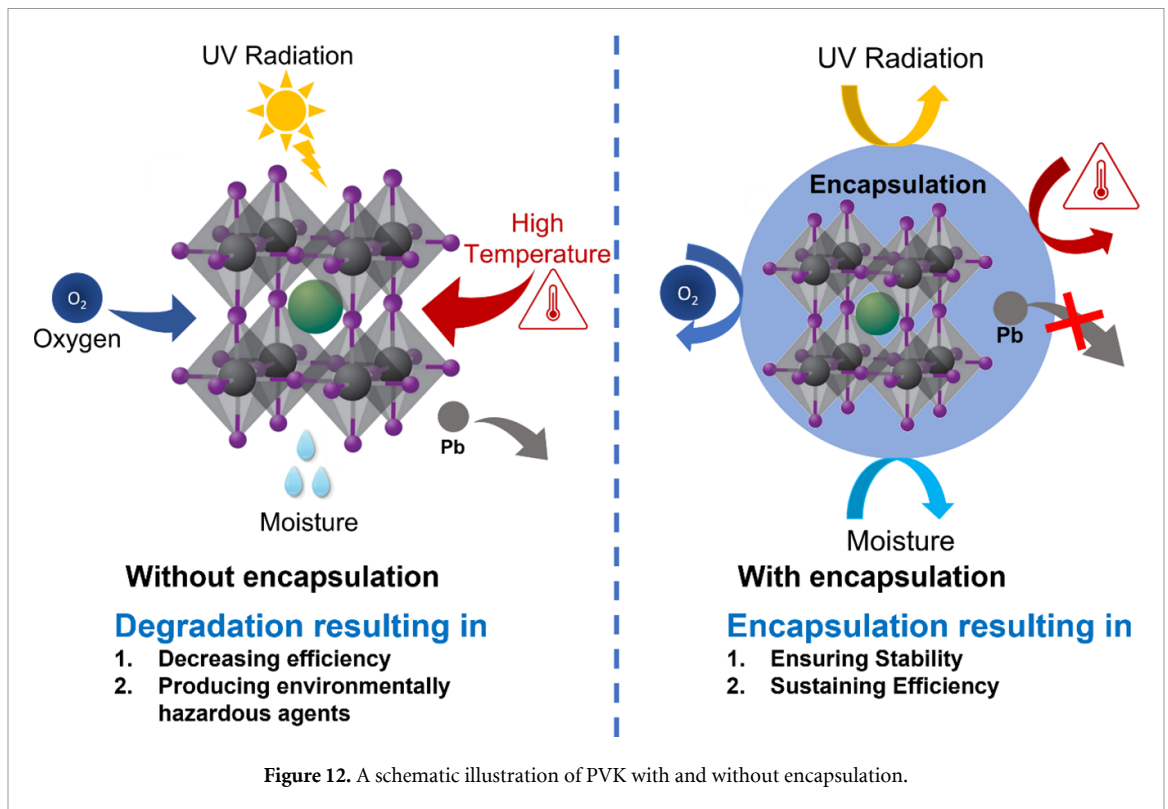 UV Radiation
High
Temperature
O2
Oxygen
Pb
Moisture
Without encapsulation
Degradation resulting in
1. Decreasing efficiency
2. Producing environmentally
hazardous agents
UV Radiation
Encapsulation
O2
Pb
Moisture
With encapsulation
Encapsulation resulting in
1. Ensuring Stability
2. Sustaining Efficiency
Figure 12. A schematic illustration of PVK with and without encapsulation.